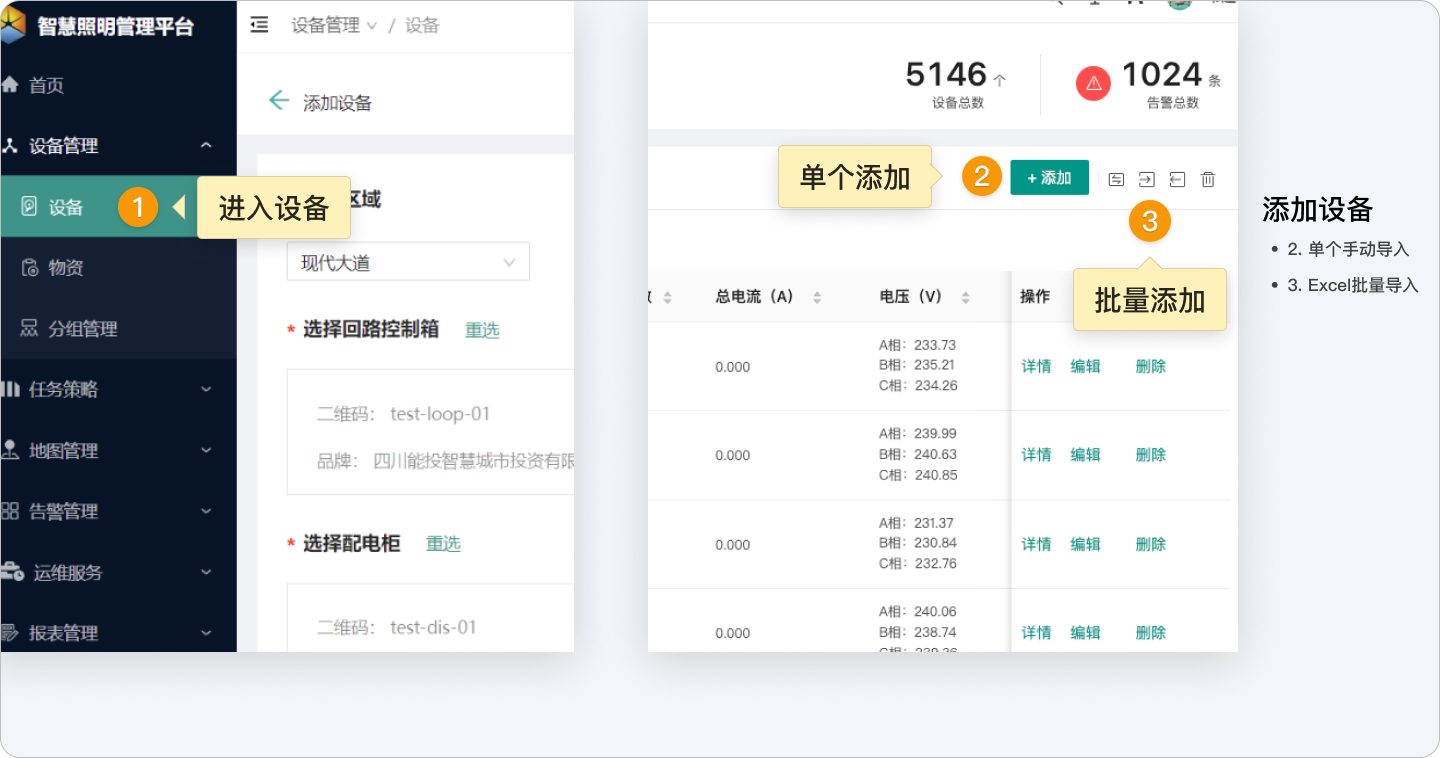 智慧照明管理平台
首页
设备管理
设备
物资
分组管理
任务策略
地图管理
告警管理
运维服务
报表管理
1
进入设备
设备管理 / 设备
添加设备
区域
现代大道
* 选择回路控制箱 重选
二维码： test-loop-01
品牌： 四川能投智慧城市投资有限
* 选择配电柜 重选
二维码： test-dis-01
5146 个
设备总数
1024 条
告警总数
单个添加
2
+ 添加
3
批量添加
总电流（A） 电压（V） 操作
0.000
A相：233.73
B相：235.21
C相：234.26
详情 编辑 删除
0.000
A相：239.99
B相：240.63
C相：240.85
详情 编辑 删除
0.000
A相：231.37
B相：230.84
C相：232.76
详情 编辑 删除
0.000
A相：240.06
B相：238.74
C相：239.36
详情 编辑 删除
添加设备
• 2. 单个手动导入
• 3. Excel批量导入